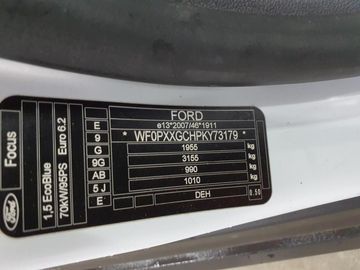 FORD
e13*2007/46*1911
* WF0PXXGCHPKY73179 *
1955 kg
3155 kg
990 kg
1010 kg
DEH
0.50
E
9
G
9G
AB
5 J
E
Focus
1,5 EcoBlue
70kW/95PS Euro 6.2
Ford